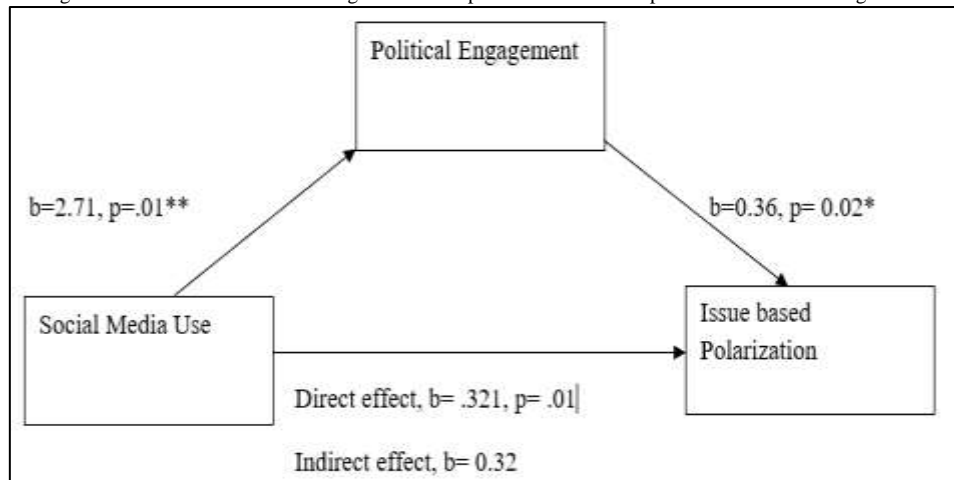 Political Engagement
b=2.71, p=.01**
b=0.36, p= 0.02*
Social Media Use
Issue based
Polarization
Direct effect, b= .321, p= .01
Indirect effect, b= 0.32